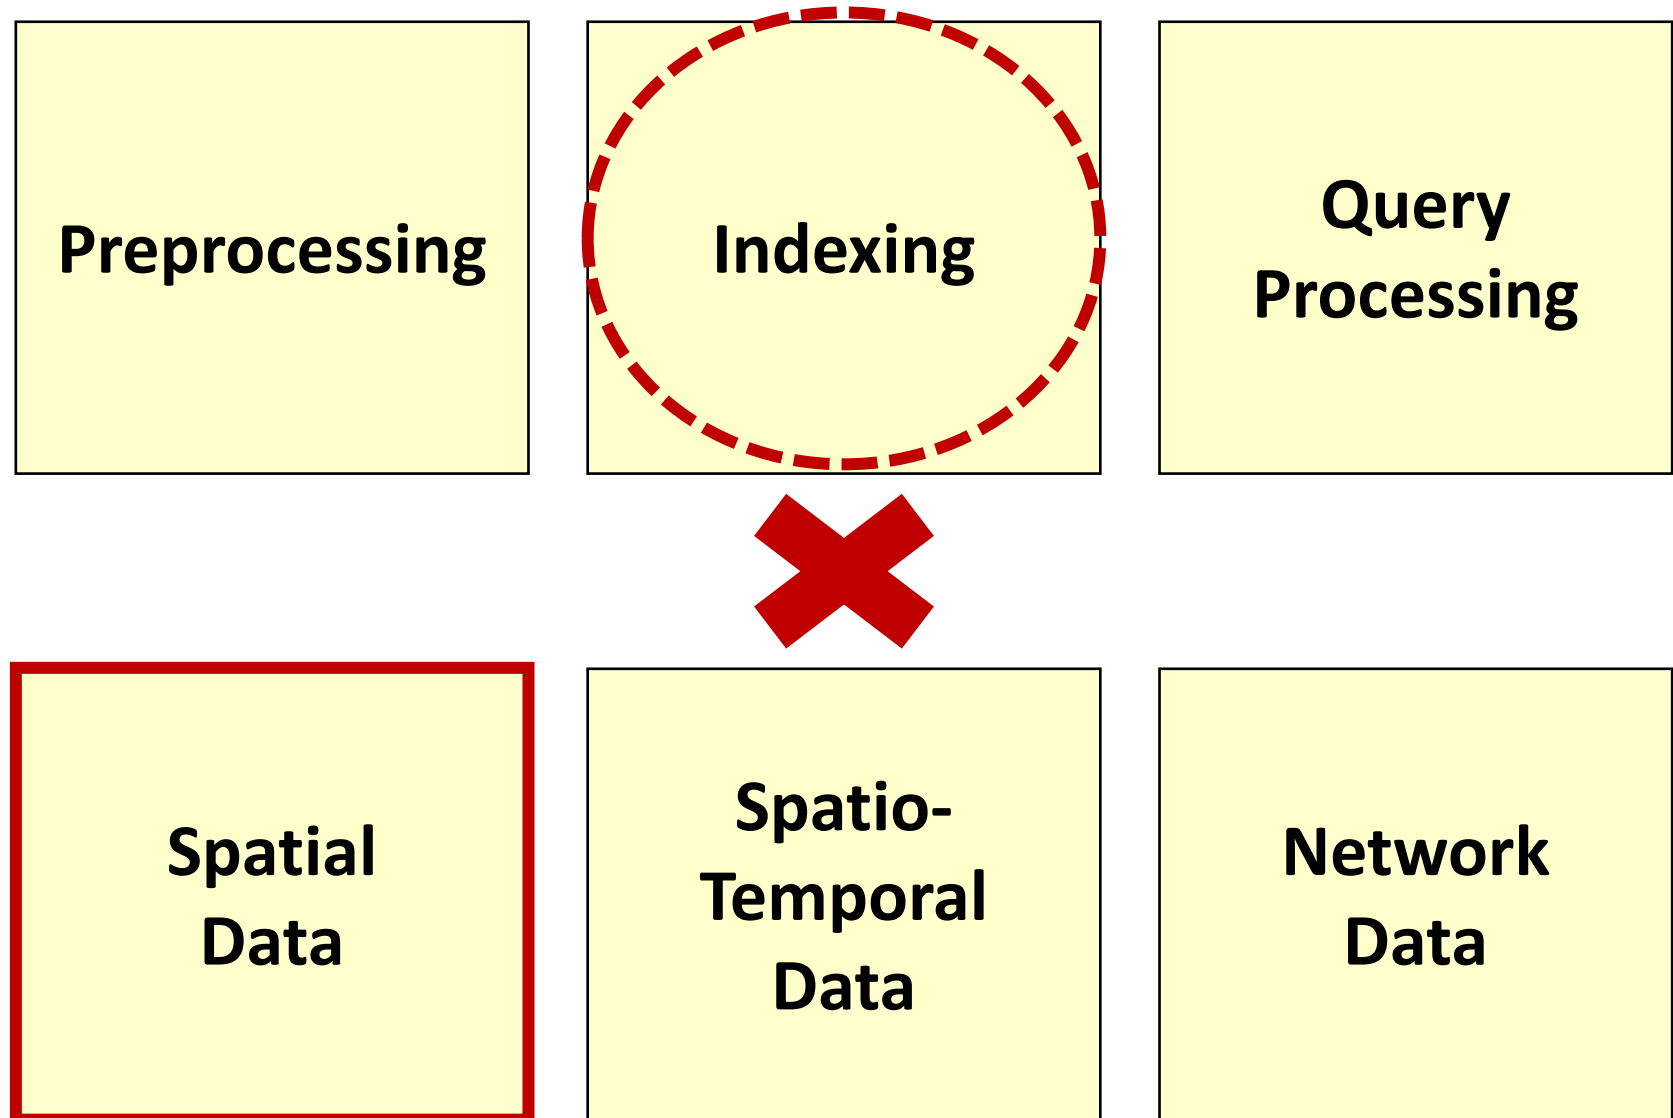 Preprocessing
Indexing
Query
Processing
Spatial
Data
Spatio-
Temporal
Data
Network
Data